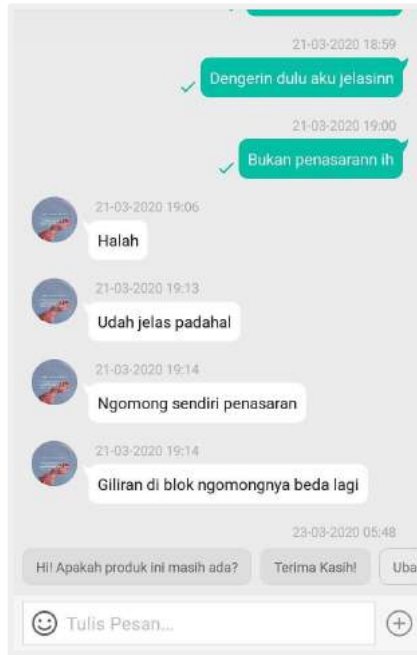 21-03-2020 18:59
Dengerin dulu aku jelasinn
21-03-2020 19:00
Bukan penasarann ih
21-03-2020 19:06
Halah
21-03-2020 19:13
Udah jelas padahal
21-03-2020 19:14
Ngomong sendiri penasaran
21-03-2020 19:14
Giliran di blok ngomongnya beda lagi
23-03-2020 05:48
Hi! Apakah produk ini masih ada?
Terima Kasih!
Uba
Tulis Pesan...